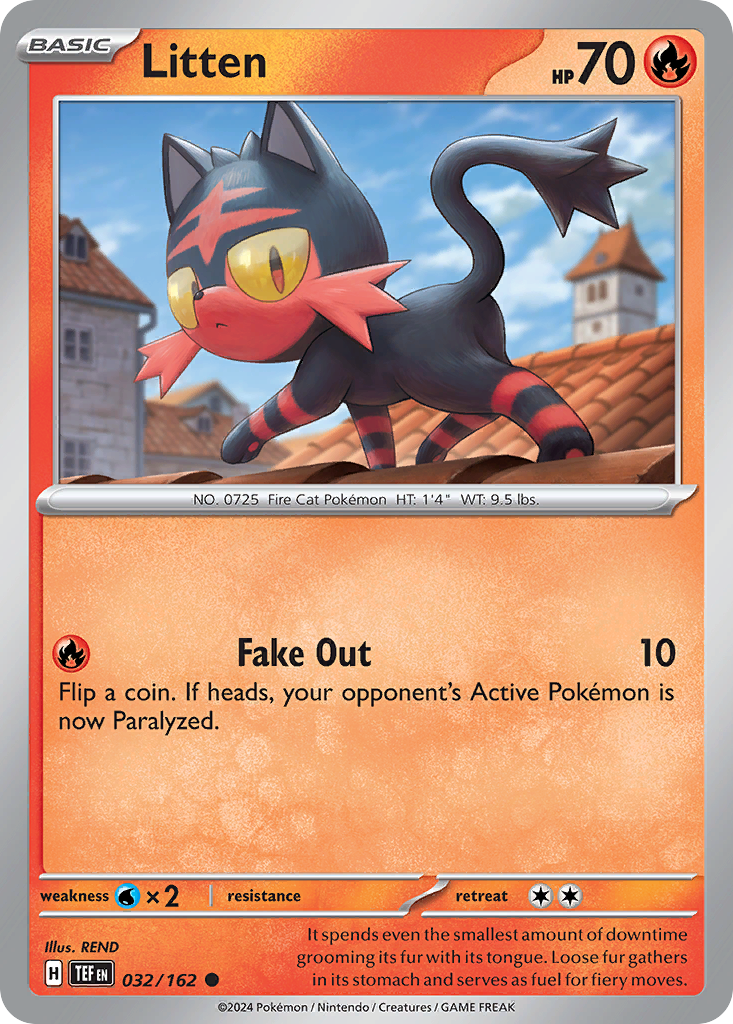 BASIC
Litten
HP 70
NO. 0725 Fire Cat Pokémon HT: 1'4" WT: 9.5 lbs.
Fake Out 10
Flip a coin. If heads, your opponent's Active Pokémon is
now Paralyzed.
weakness ×2 resistance retreat
Illus. REND
It spends even the smallest amount of downtime
grooming its fur with its tongue. Loose fur gathers
in its stomach and serves as fuel for fiery moves.
H TEF EN 032/162
©2024 Pokémon / Nintendo / Creatures / GAME FREAK